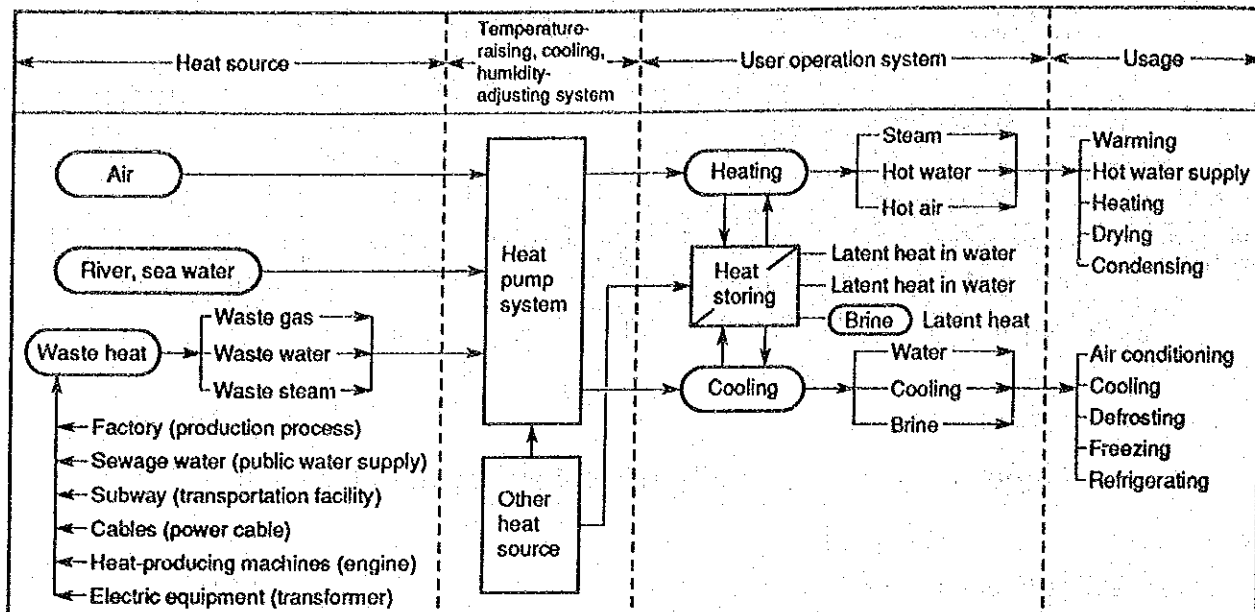 Heat source
Temperature-
raising, cooling,
humidity-
adjusting system
User operation system
Usage
Air
River, sea water
Waste heat
Waste gas
Waste water
Waste steam
Factory (production process)
Sewage water (public water supply)
Subway (transportation facility)
Cables (power cable)
Heat-producing machines (engine)
Electric equipment (transformer)
Heat
pump
system
Other
heat
source
Heating
Steam
Hot water
Hot air
Heat
storing
Latent heat in water
Latent heat in water
Brine Latent heat
Cooling
Water
Cooling
Brine
Warming
Hot water supply
Heating
Drying
Condensing
Air conditioning
Cooling
Defrosting
Freezing
Refrigerating